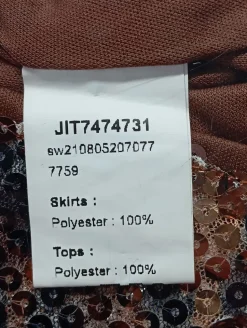 JIT7474731
sw210805207077
7759
Skirts :
Polyester : 100%
Tops :
Polyester : 100%